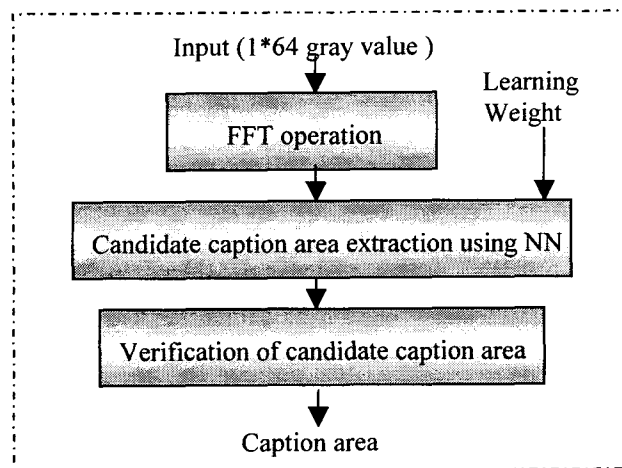 Input (1*64 gray value )
Learning
Weight
FFT operation
Candidate caption area extraction using NN
Verification of candidate caption area
Caption area